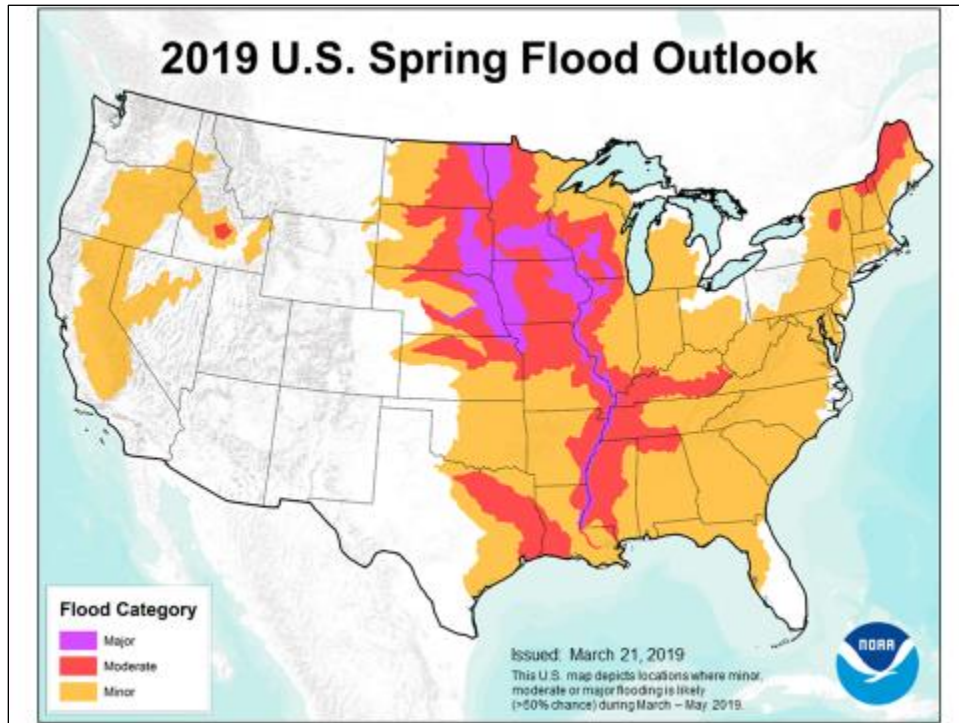 2019 U.S. Spring Flood Outlook
Flood Category
Major
Moderate
Minor
Issued: March 21, 2019
This U.S. map depicts locations where minor,
moderate or major flooding is likely
(>50% chance) during March – May 2019.
NOAA